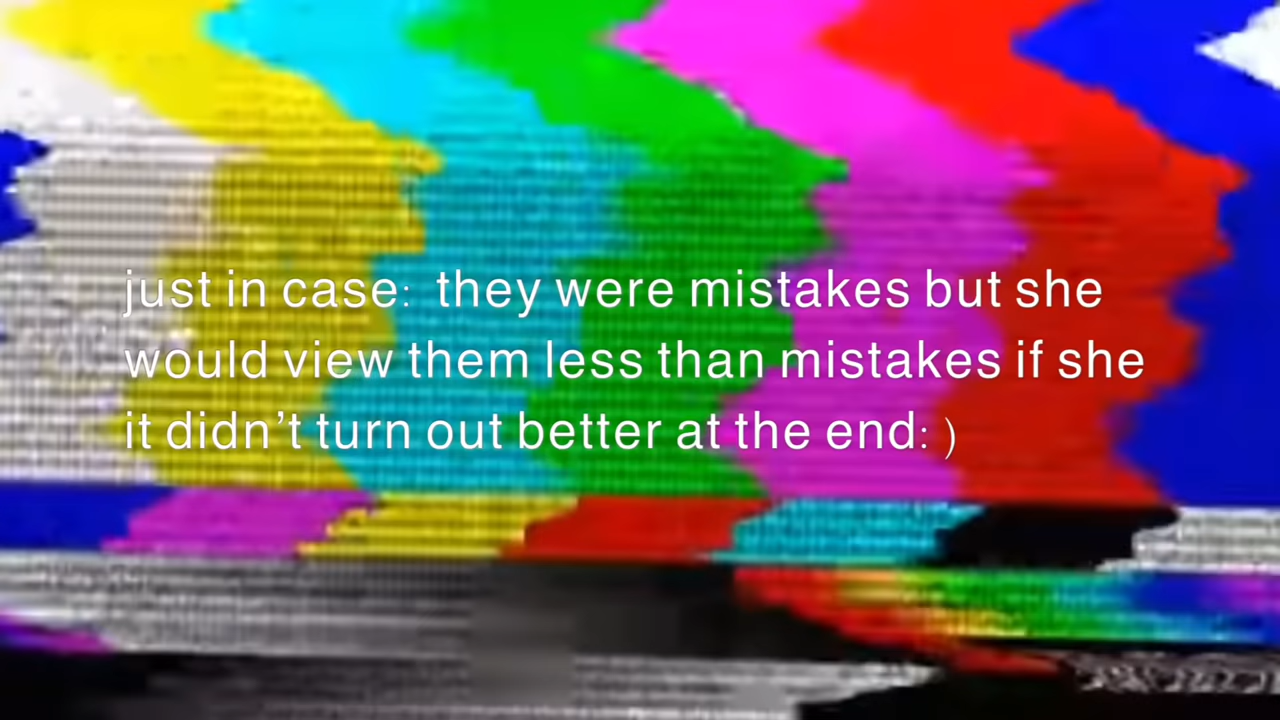 just in case: they were mistakes but she
would view them less than mistakes if she
it didn’t turn out better at the end: )